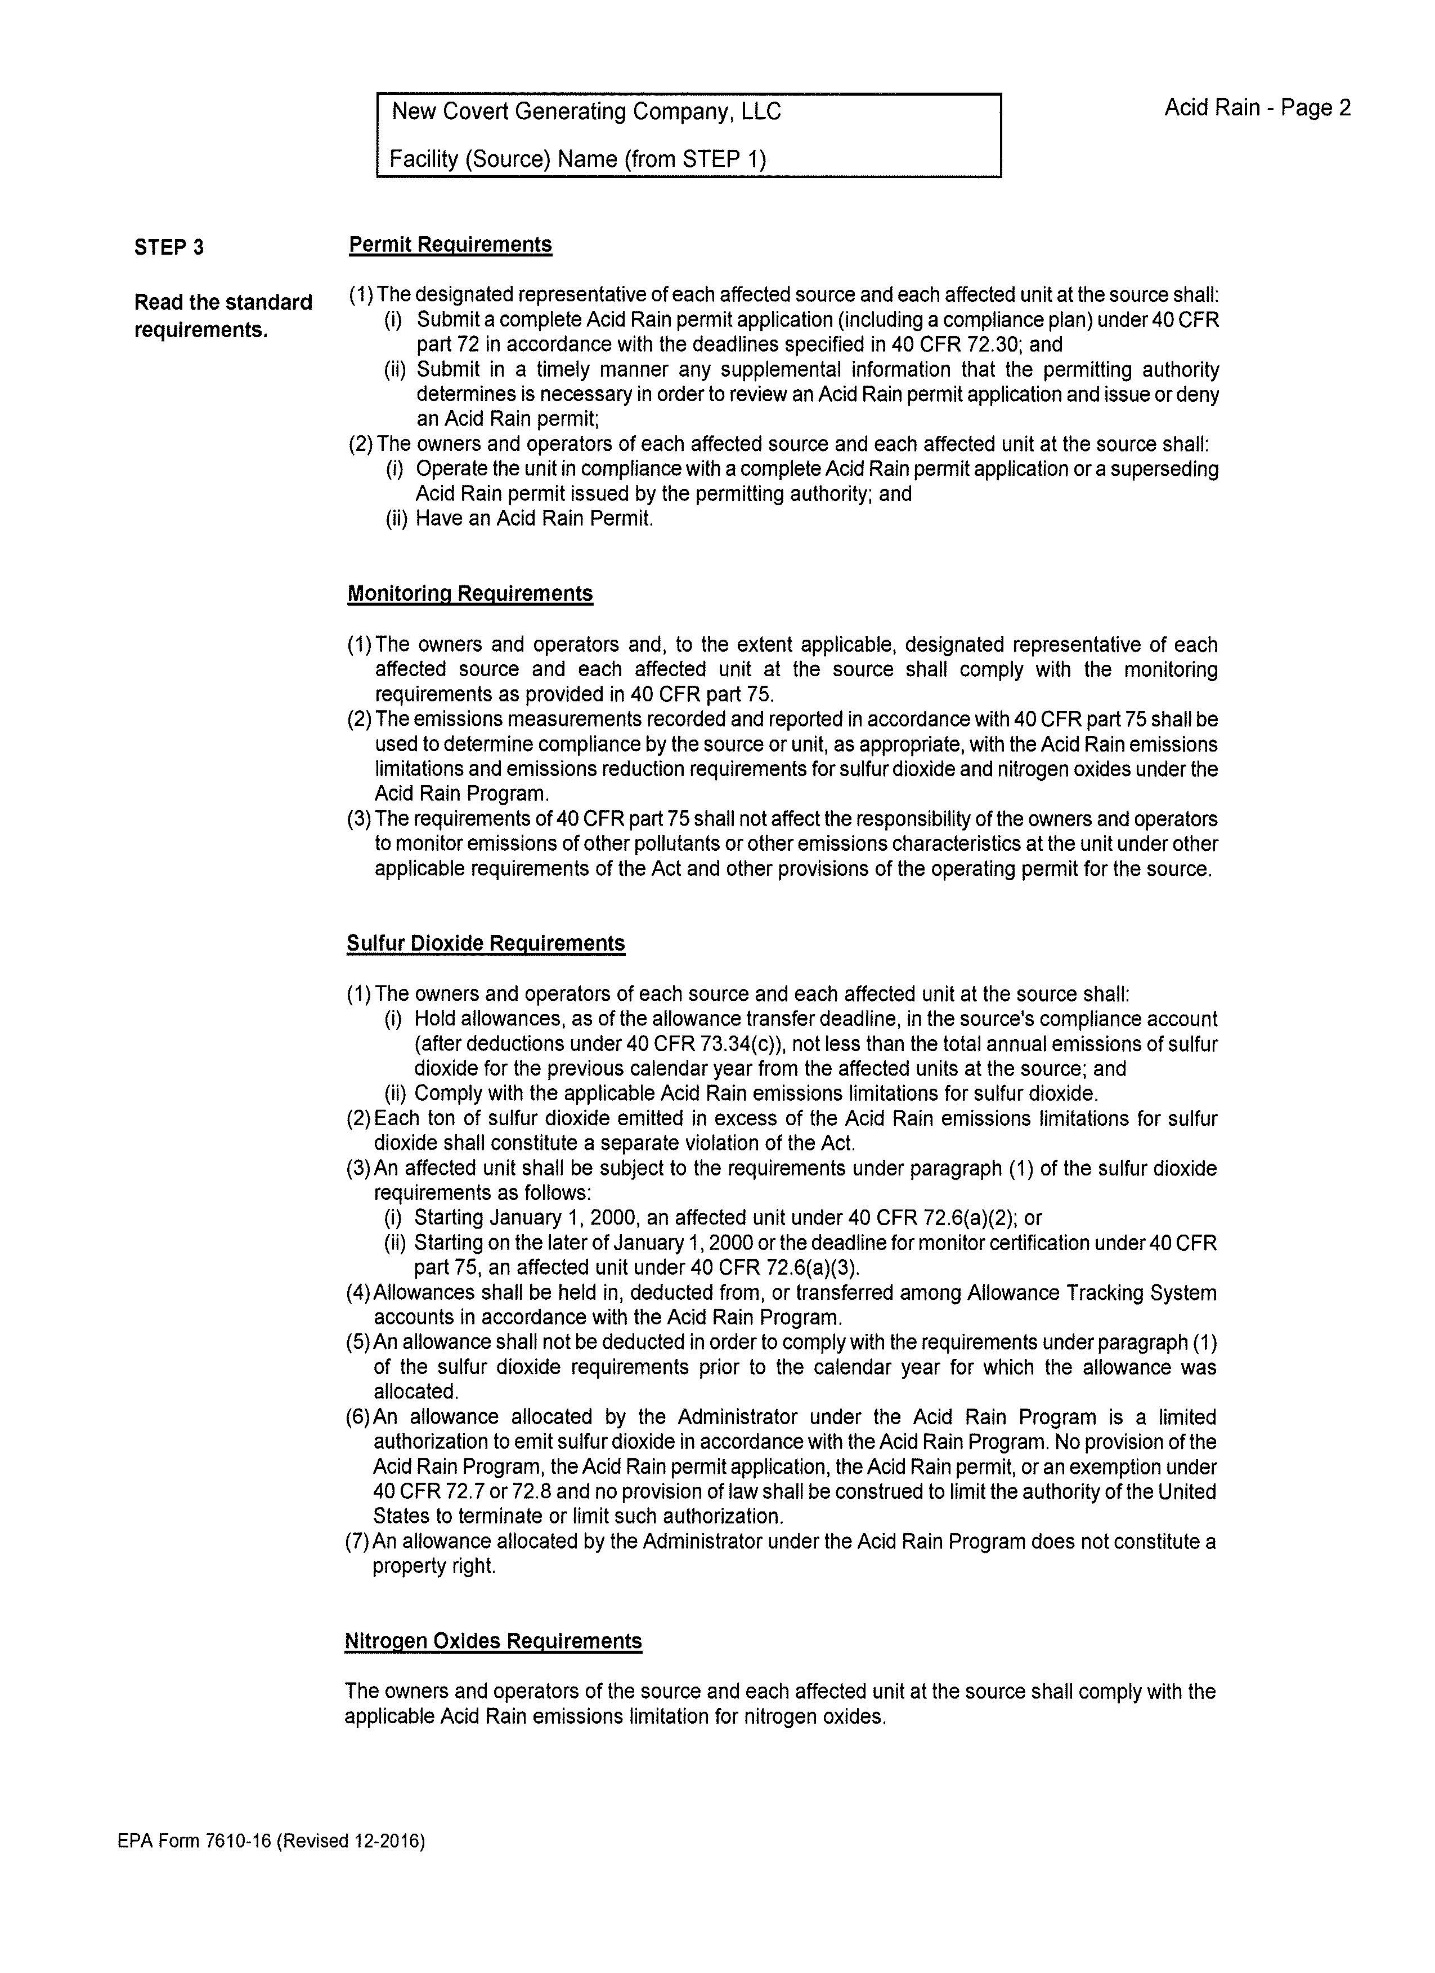 New Covert Generating Company, LLC
Facility (Source) Name (from STEP 1)
Acid Rain - Page 2
STEP 3
Read the standard
requirements.
Permit Requirements
(1) The designated representative of each affected source and each affected unit at the source shall:
(i) Submit a complete Acid Rain permit application (including a compliance plan) under 40 CFR
part 72 in accordance with the deadlines specified in 40 CFR 72.30; and
(ii) Submit in a timely manner any supplemental information that the permitting authority
determines is necessary in order to review an Acid Rain permit application and issue or deny
an Acid Rain permit;
(2) The owners and operators of each affected source and each affected unit at the source shall:
(i) Operate the unit in compliance with a complete Acid Rain permit application or a superseding
Acid Rain permit issued by the permitting authority; and
(ii) Have an Acid Rain Permit.
Monitoring Requirements
(1) The owners and operators and, to the extent applicable, designated representative of each
affected source and each affected unit at the source shall comply with the monitoring
requirements as provided in 40 CFR part 75.
(2) The emissions measurements recorded and reported in accordance with 40 CFR part 75 shall be
used to determine compliance by the source or unit, as appropriate, with the Acid Rain emissions
limitations and emissions reduction requirements for sulfur dioxide and nitrogen oxides under the
Acid Rain Program.
(3) The requirements of 40 CFR part 75 shall not affect the responsibility of the owners and operators
to monitor emissions of other pollutants or other emissions characteristics at the unit under other
applicable requirements of the Act and other provisions of the operating permit for the source.
Sulfur Dioxide Requirements
(1) The owners and operators of each source and each affected unit at the source shall:
(i) Hold allowances, as of the allowance transfer deadline, in the source's compliance account
(after deductions under 40 CFR 73.34(c)), not less than the total annual emissions of sulfur
dioxide for the previous calendar year from the affected units at the source; and
(ii) Comply with the applicable Acid Rain emissions limitations for sulfur dioxide.
(2) Each ton of sulfur dioxide emitted in excess of the Acid Rain emissions limitations for sulfur
dioxide shall constitute a separate violation of the Act.
(3) An affected unit shall be subject to the requirements under paragraph (1) of the sulfur dioxide
requirements as follows:
(i) Starting January 1, 2000, an affected unit under 40 CFR 72.6(a)(2); or
(ii) Starting on the later of January 1, 2000 or the deadline for monitor certification under 40 CFR
part 75, an affected unit under 40 CFR 72.6(a)(3).
(4) Allowances shall be held in, deducted from, or transferred among Allowance Tracking System
accounts in accordance with the Acid Rain Program.
(5) An allowance shall not be deducted in order to comply with the requirements under paragraph (1)
of the sulfur dioxide requirements prior to the calendar year for which the allowance was
allocated.
(6) An allowance allocated by the Administrator under the Acid Rain Program is a limited
authorization to emit sulfur dioxide in accordance with the Acid Rain Program. No provision of the
Acid Rain Program, the Acid Rain permit application, the Acid Rain permit, or an exemption under
40 CFR 72.7 or 72.8 and no provision of law shall be construed to limit the authority of the United
States to terminate or limit such authorization.
(7) An allowance allocated by the Administrator under the Acid Rain Program does not constitute a
property right.
Nitrogen Oxides Requirements
The owners and operators of the source and each affected unit at the source shall comply with the
applicable Acid Rain emissions limitation for nitrogen oxides.
EPA Form 7610-16 (Revised 12-2016)